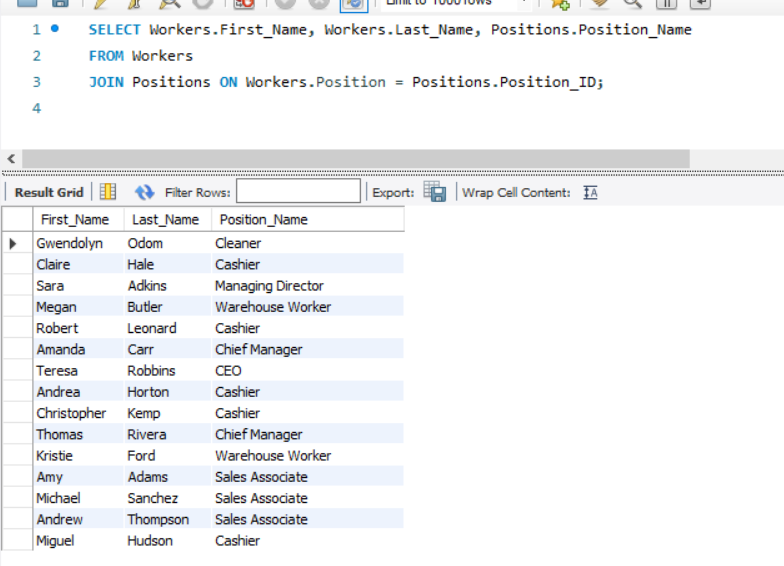 Limit to 10001rows
1 SELECT Workers.First_Name, Workers.Last_Name, Positions.Position_Name
2 FROM Workers
3 JOIN Positions ON Workers.Position = Positions.Position_ID;
4
Result Grid Filter Rows: Export: Wrap Cell Content:
First_Name Last_Name Position_Name
Gwendolyn Odom Cleaner
Claire Hale Cashier
Sara Adkins Managing Director
Megan Butler Warehouse Worker
Robert Leonard Cashier
Amanda Carr Chief Manager
Teresa Robbins CEO
Andrea Horton Cashier
Christopher Kemp Cashier
Thomas Rivera Chief Manager
Kristie Ford Warehouse Worker
Amy Adams Sales Associate
Michael Sanchez Sales Associate
Andrew Thompson Sales Associate
Miguel Hudson Cashier